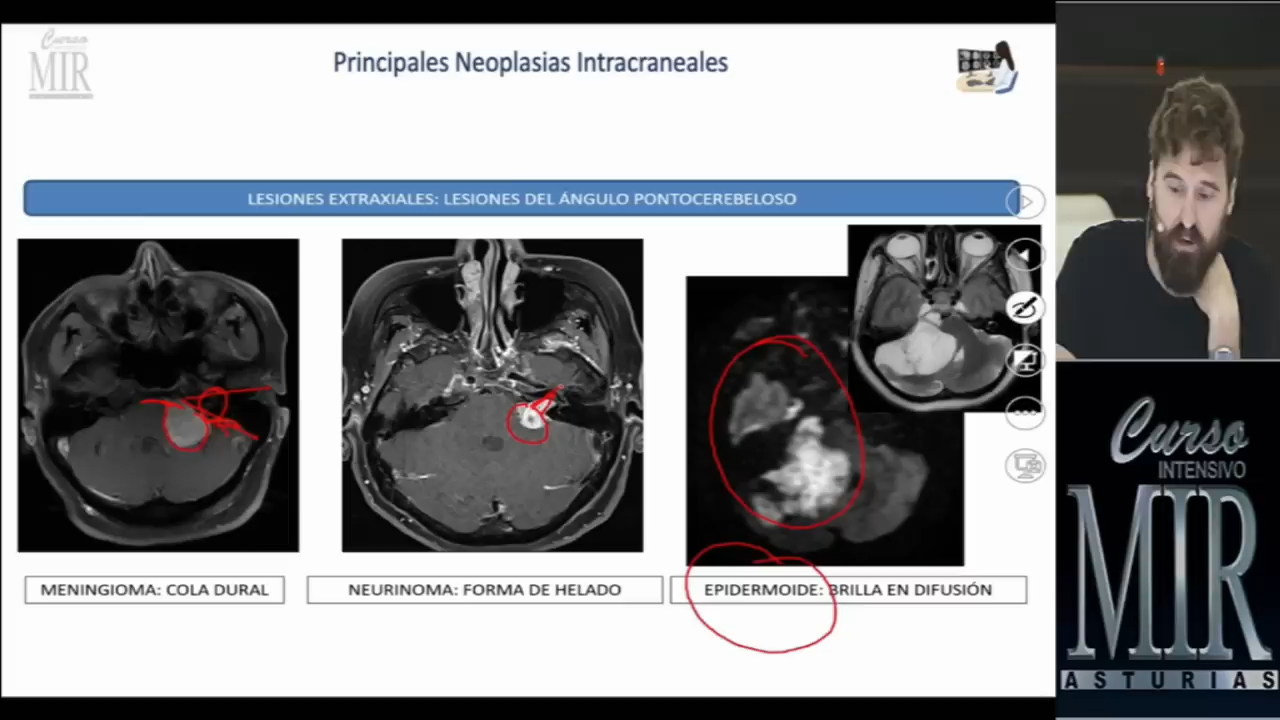 Curso
MIR
Principales Neoplasias Intracraneales
LESIONES EXTRAXIALES: LESIONES DEL ÁNGULO PONTOCEREBELOSO
MENINGIOMA: COLA DURAL
NEURINOMA: FORMA DE HELADO
EPIDERMOIDE: BRILLA EN DIFUSIÓN
Curso
INTENSIVO
MIR
ASTURIAS